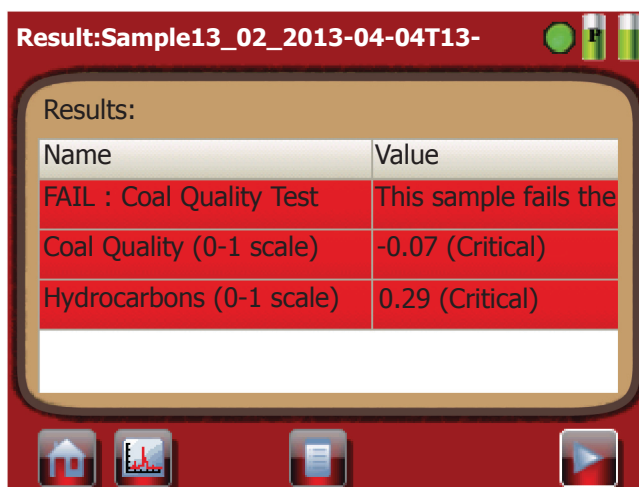 Result:Sample13_02_2013-04-04T13-
P
Results:
Name Value
FAIL : Coal Quality Test This sample fails the
Coal Quality (0-1 scale) -0.07 (Critical)
Hydrocarbons (0-1 scale) 0.29 (Critical)